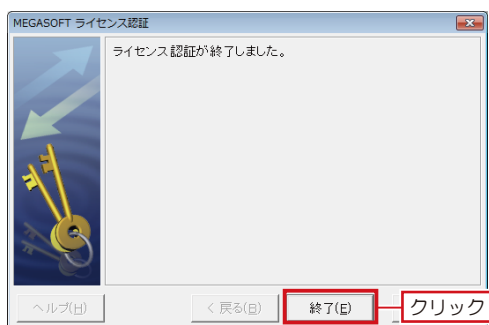 MEGASOFT ライセンス認証
ライセンス認証が終了しました。
ヘルプ(H)
< 戻る(B)
終了(E)
クリック